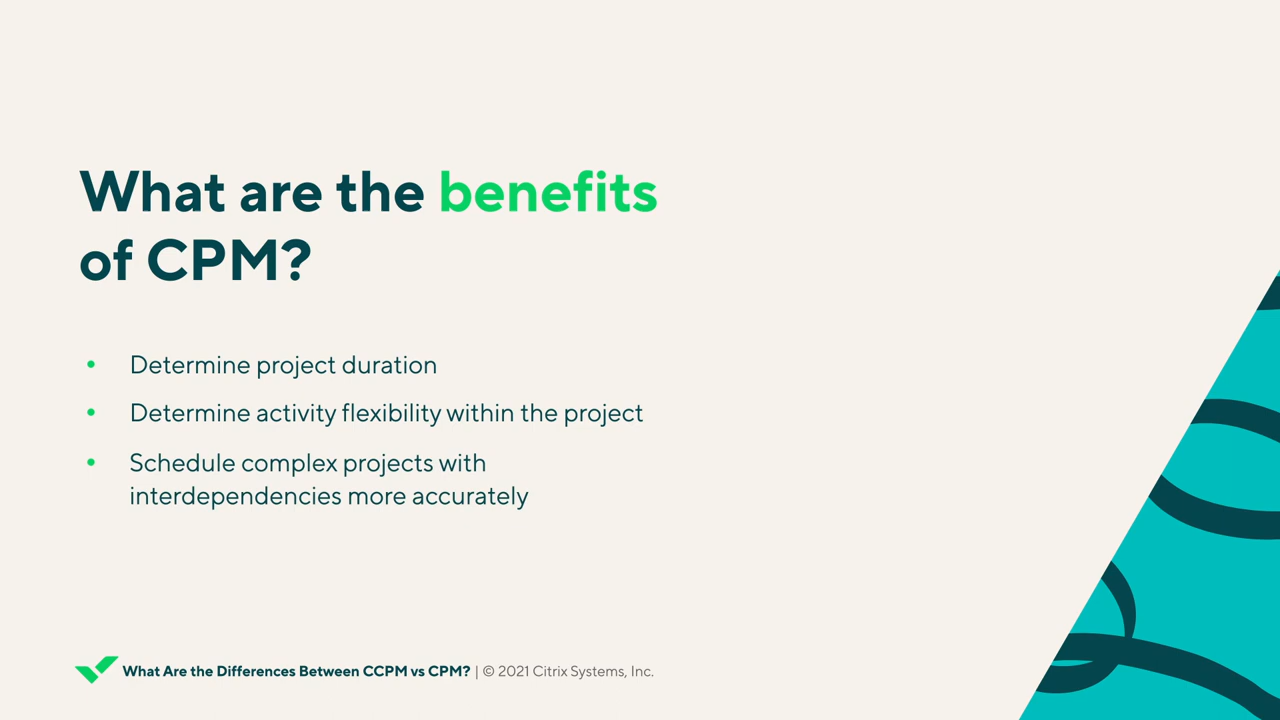 What are the benefits
of CPM?
• Determine project duration
• Determine activity flexibility within the project
• Schedule complex projects with
interdependencies more accurately
What Are the Differences Between CCPM vs CPM? | © 2021 Citrix Systems, Inc.